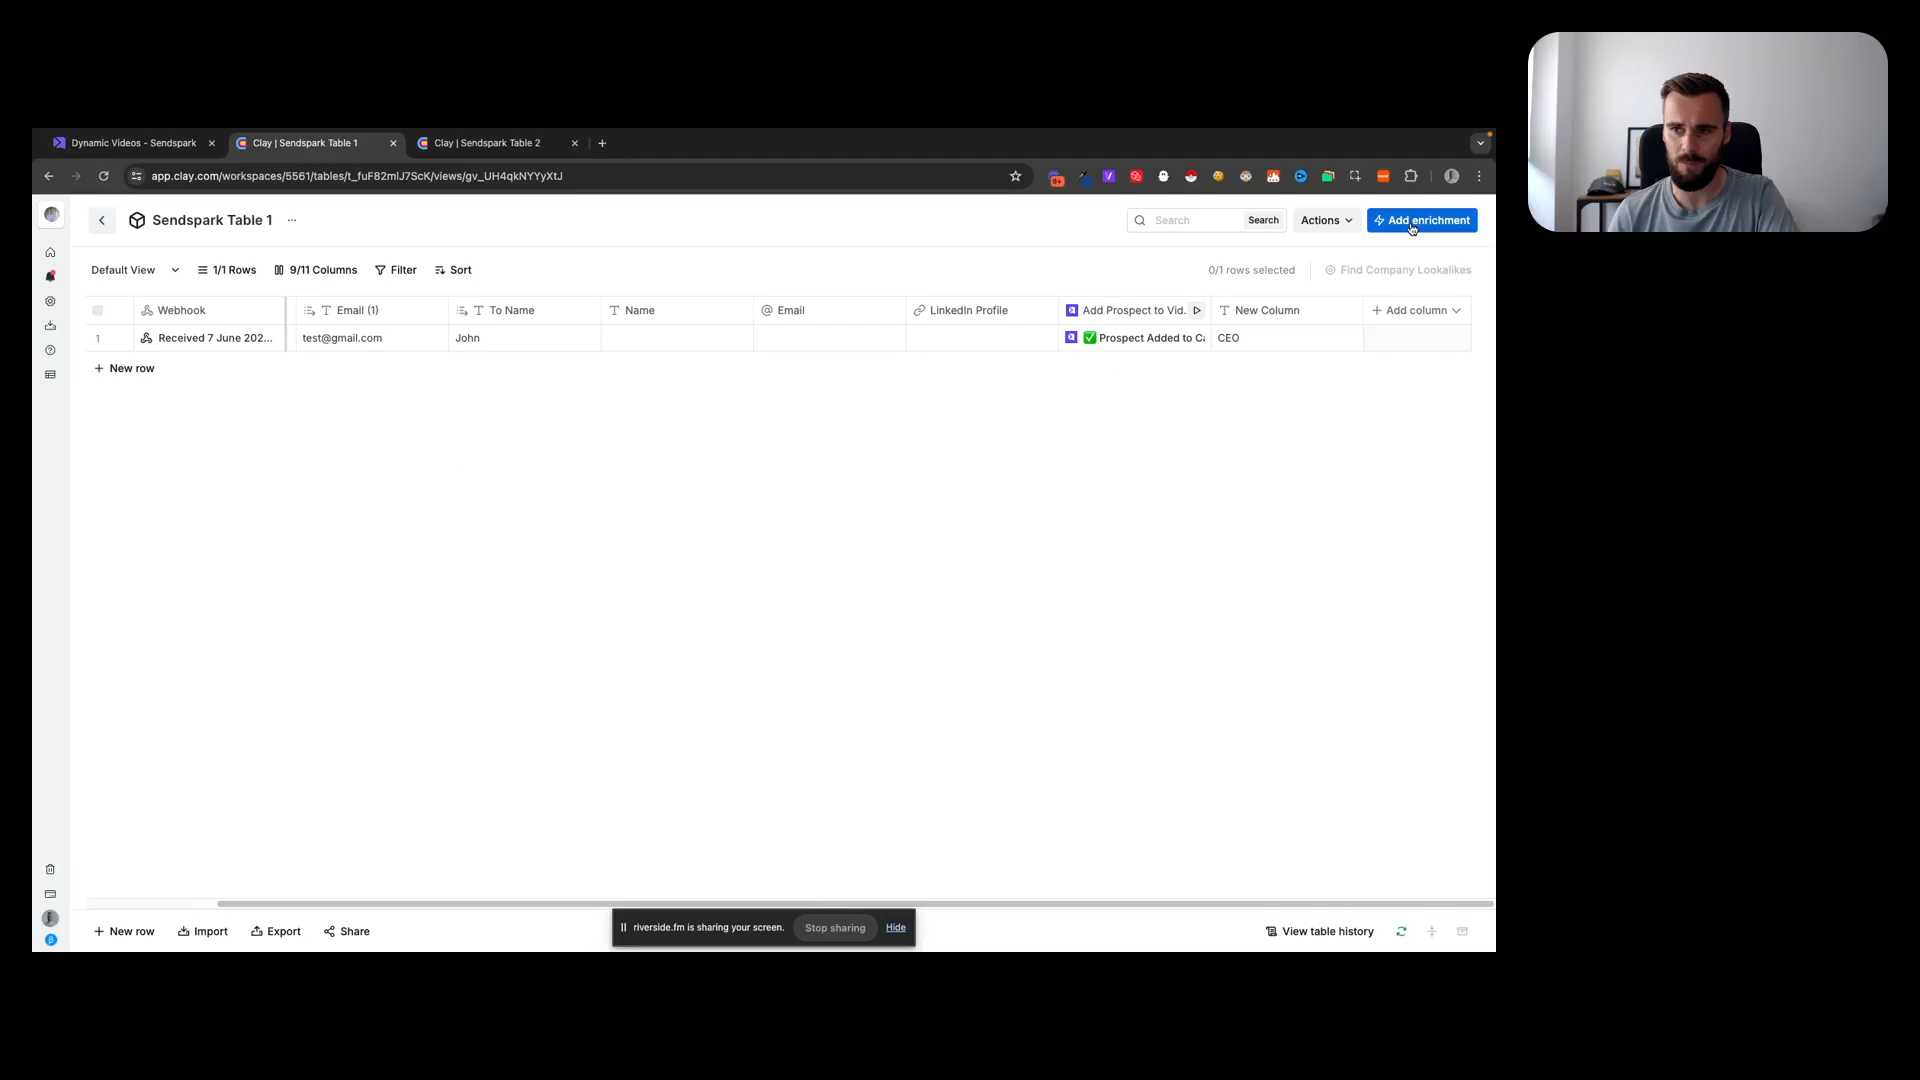 Dynamic Videos - Sendspark
Clay | Sendspark Table 1
Clay | Sendspark Table 2
app.clay.com/workspaces/5561/tables/t_fuF82mlJ7ScK/views/gv_UH4qkNYYyXtJ
9+
Sendspark Table 1
Search Search
Actions
Add enrichment
Default View
1/1 Rows
9/11 Columns
Filter
Sort
0/1 rows selected
Find Company Lookalikes
Webhook Email (1) To Name Name Email LinkedIn Profile Add Prospect to Vid. New Column + Add column
1 Received 7 June 202... test@gmail.com John Prospect Added to Ca CEO
+ New row
+ New row
Import
Export
Share
riverside.fm is sharing your screen.
Stop sharing
Hide
View table history